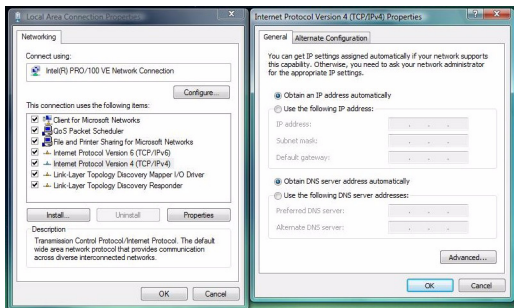 Local Area Connection Properties
Networking
Connect using:
Intel(R) PRO/100 VE Network Connection
Configure...
This connection uses the following items:
Client for Microsoft Networks
QoS Packet Scheduler
File and Printer Sharing for Microsoft Networks
Internet Protocol Version 6 (TCP/IPv6)
Internet Protocol Version 4 (TCP/IPv4)
Link-Layer Topology Discovery Mapper I/O Driver
Link-Layer Topology Discovery Responder
Install...
Uninstall
Properties
Description
Transmission Control Protocol/Internet Protocol. The default
wide area network protocol that provides communication
across diverse interconnected networks.
OK
Cancel
Internet Protocol Version 4 (TCP/IPv4) Properties
General
Alternate Configuration
You can get IP settings assigned automatically if your network supports
this capability. Otherwise, you need to ask your network administrator
for the appropriate IP settings.
Obtain an IP address automatically
Use the following IP address:
IP address:
Subnet mask:
Default gateway:
Obtain DNS server address automatically
Use the following DNS server addresses:
Preferred DNS server:
Alternate DNS server:
Advanced...
OK
Cancel